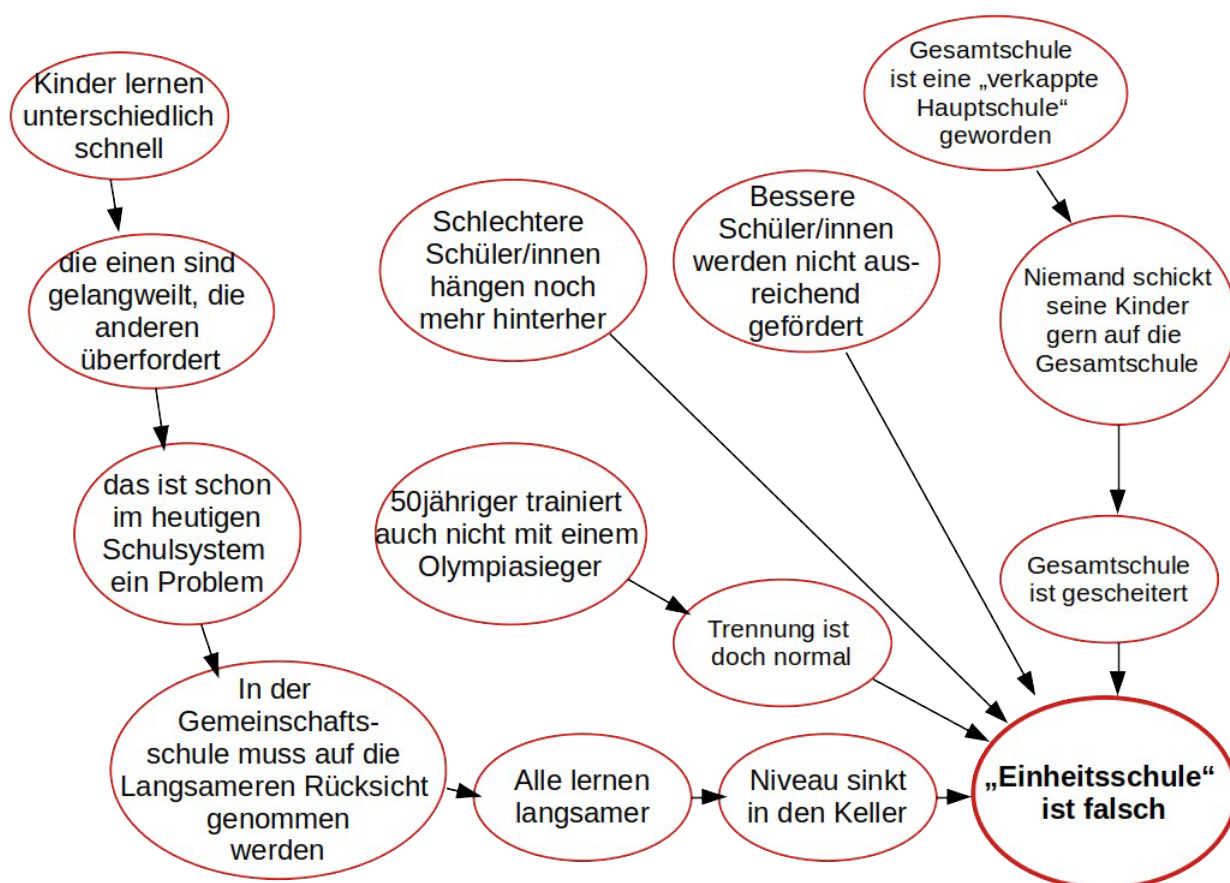 Kinder lernen
unterschiedlich
schnell
die einen sind
gelangweilt, die
anderen
überfordert
das ist schon
im heutigen
Schulsystem
ein Problem
In der
Gemeinschafts-
schule muss auf die
Langsameren Rücksicht
genommen
werden
Alle lernen
langsamer
Niveau sinkt
in den Keller
Schlechtere
Schüler/innen
hängen noch
mehr hinterher
50jähriger trainiert
auch nicht mit einem
Olympiasieger
Trennung ist
doch normal
Bessere
Schüler/innen
werden nicht aus-
reichend
gefördert
Gesamtschule
ist eine „verkappte
Hauptschule“
geworden
Niemand schickt
seine Kinder
gern auf die
Gesamtschule
Gesamtschule
ist gescheitert
„Einheitsschule“
ist falsch